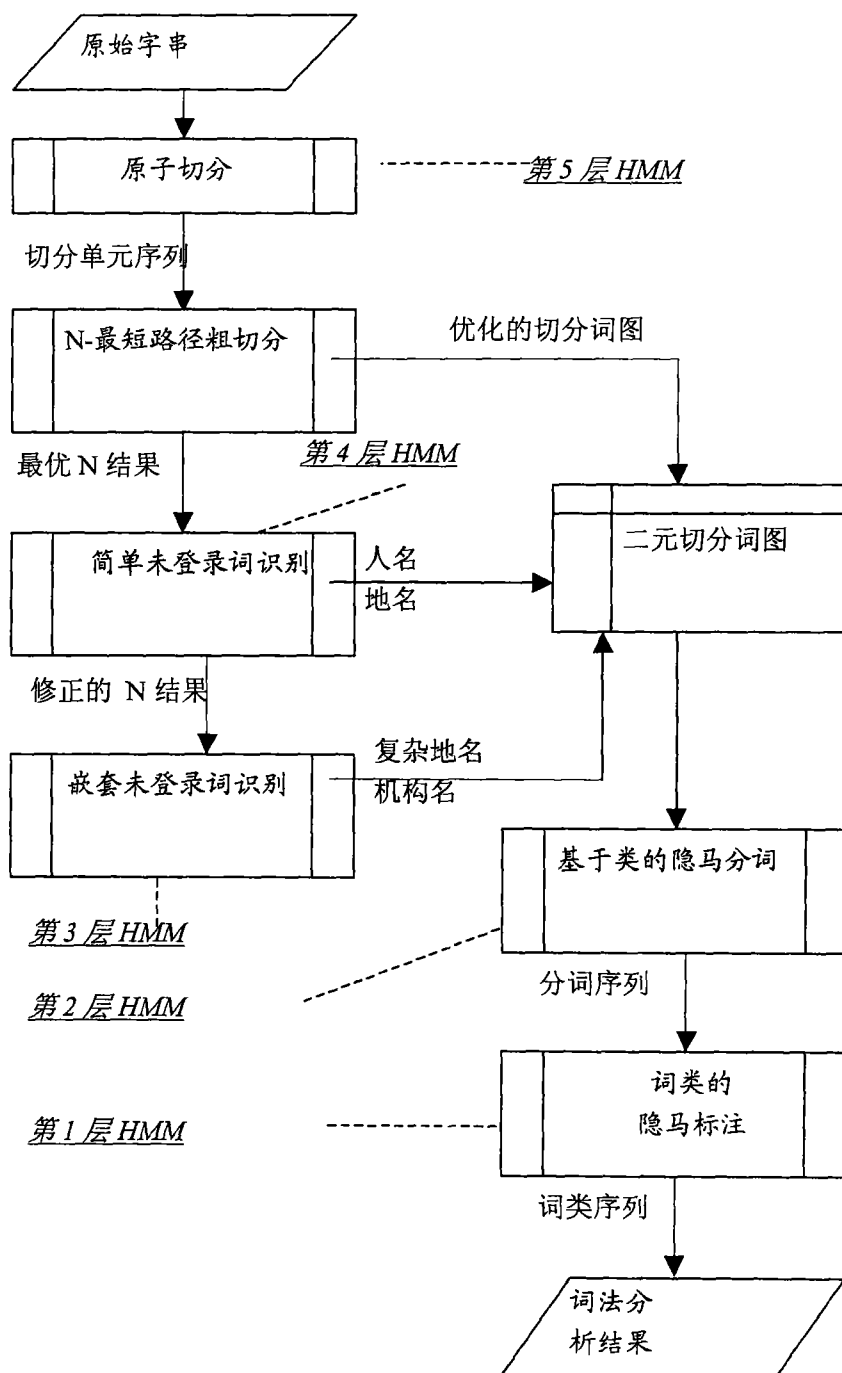 原始字串
原子切分
第5层HMM
切分单元序列
N-最短路径粗切分
优化的切分词图
最优N结果
第4层HMM
简单未登录词识别
人名
地名
二元切分词图
修正的 N 结果
嵌套未登录词识别
复杂地名
机构名
基于类的隐马分词
第3层HMM
第2层HMM
分词序列
词类的
隐马标注
第1层HMM
词类序列
词法分
析结果